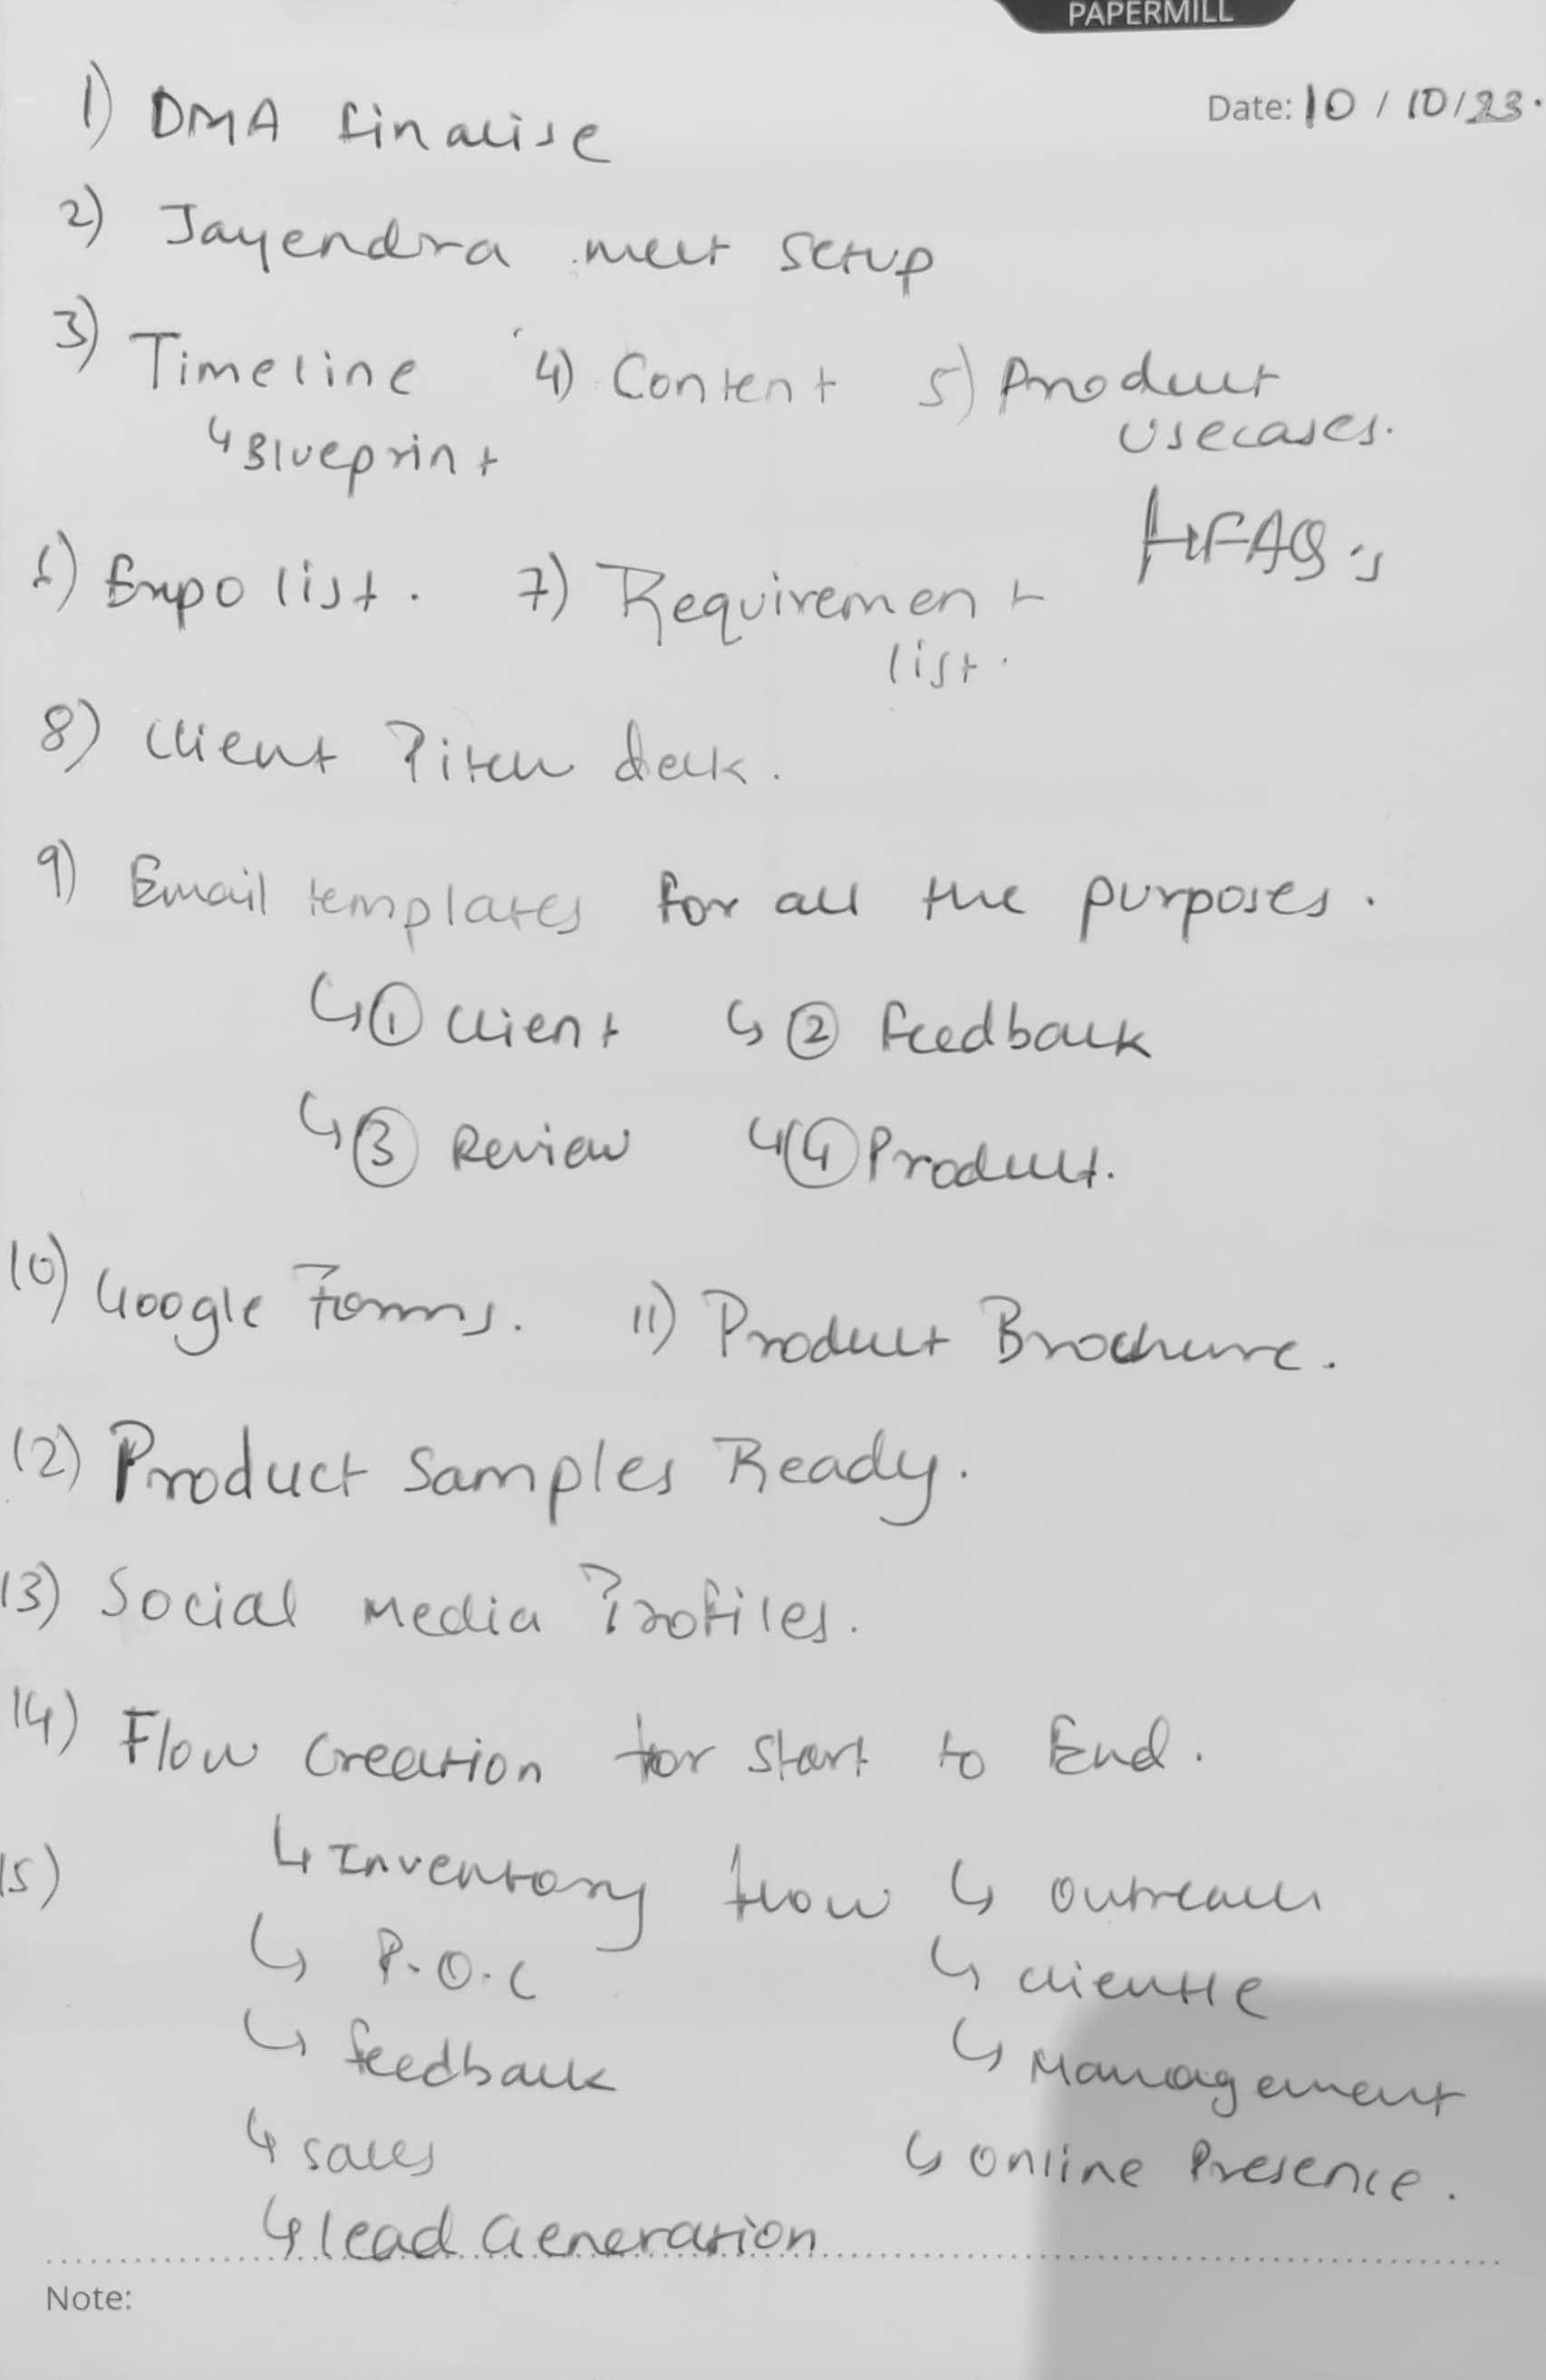 PAPERMILL
Date: 10/10/23.
1) DMA finalise
2) Jayendra meet setup
3) Timeline 4) Content 5) Product
↳ Blueprint usecases.
FAQ's
6) Expo list. 7) Requirement
list.
8) Client Pitch deck.
9) Email templates for all the purposes.
↳ ① Client ↳ ② Feedback
↳ ③ Review ↳ ④ Product.
10) Google Forms. 11) Product Brochure.
12) Product Samples Ready.
13) Social Media Profiles.
14) Flow Creation for Start to End.
15) ↳ Inventory flow ↳ Outreach
↳ P.O.C ↳ clientle
↳ feedback ↳ Management
↳ sales ↳ Online Presence.
↳ lead Generation
Note: